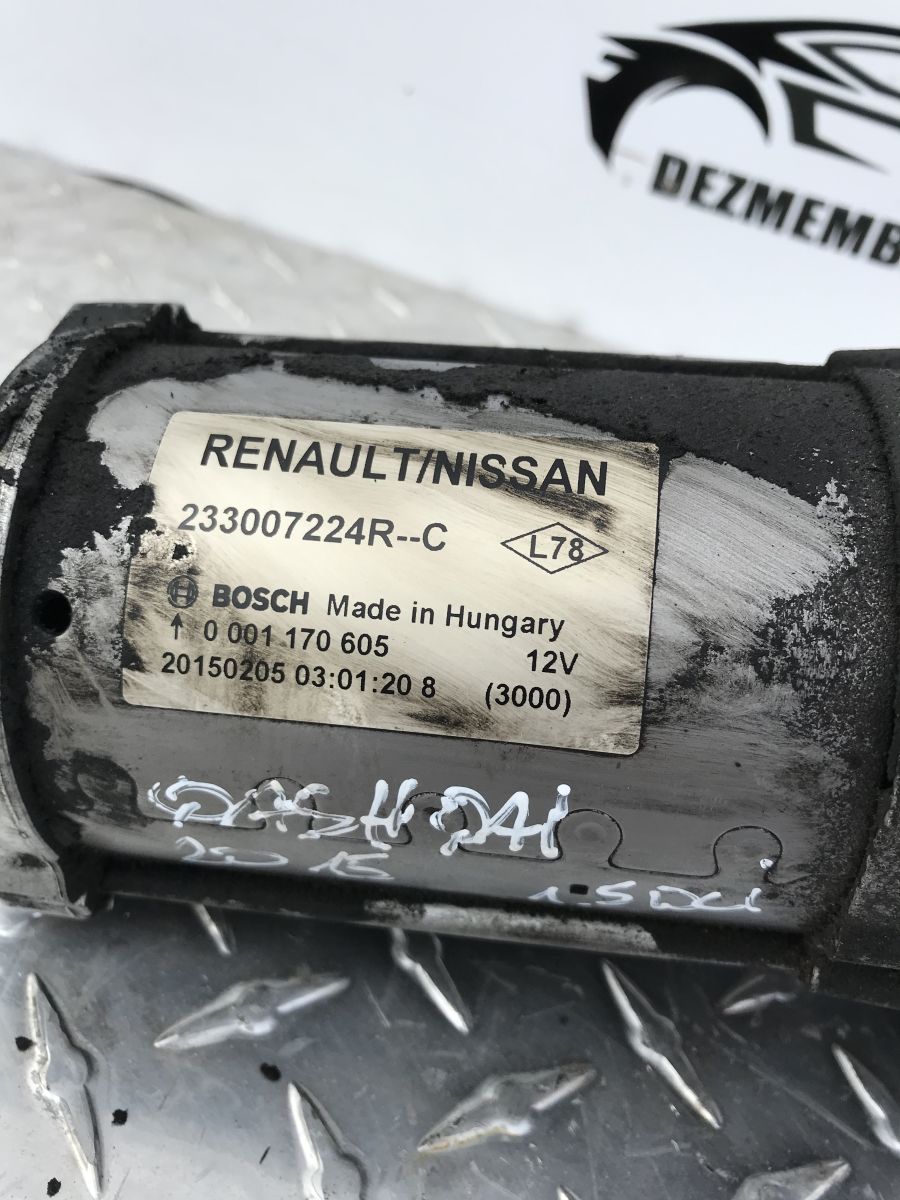 DEZMEMB
RENAULT/NISSAN
233007224R--C
L78
BOSCH Made in Hungary
0 001 170 605
12V
20150205 03:01:20 8
(3000)
QASHQAi
2015
1.5 DCi